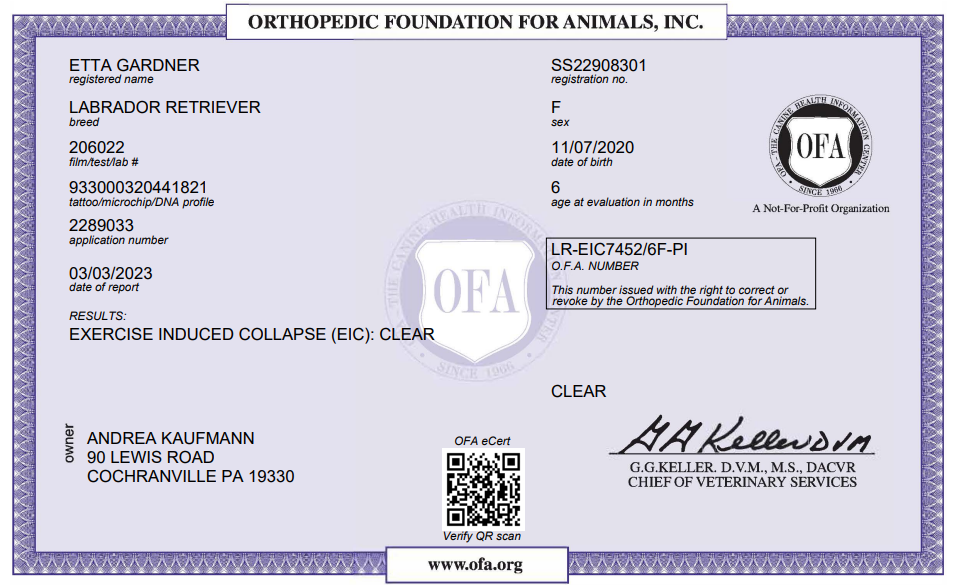 ORTHOPEDIC FOUNDATION FOR ANIMALS, INC.
ETTA GARDNER
registered name
SS22908301
registration no.
LABRADOR RETRIEVER
breed
F
sex
206022
film/test/lab #
11/07/2020
date of birth
933000320441821
tattoo/microchip/DNA profile
6
age at evaluation in months
2289033
application number
OFA - THE CANINE HEALTH INFORMATION CENTER
OFA
• SINCE 1966 •
A Not-For-Profit Organization
LR-EIC7452/6F-PI
O.F.A. NUMBER
This number issued with the right to correct or
revoke by the Orthopedic Foundation for Animals.
03/03/2023
date of report
RESULTS:
EXERCISE INDUCED COLLAPSE (EIC): CLEAR
OFA - THE CANINE HEALTH INFORMATION CENTER
OFA
• SINCE 1966 •
CLEAR
owner
ANDREA KAUFMANN
90 LEWIS ROAD
COCHRANVILLE PA 19330
OFA eCert
Verify QR scan
GG Keller DVM
G.G.KELLER. D.V.M., M.S., DACVR
CHIEF OF VETERINARY SERVICES
www.ofa.org